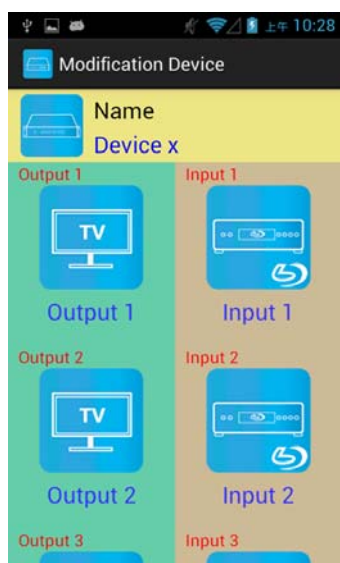 上午 10:28
Modification Device
Name
Device x
Output 1
Input 1
TV
Output 1
Input 1
Output 2
Input 2
TV
Output 2
Input 2
Output 3
Input 3